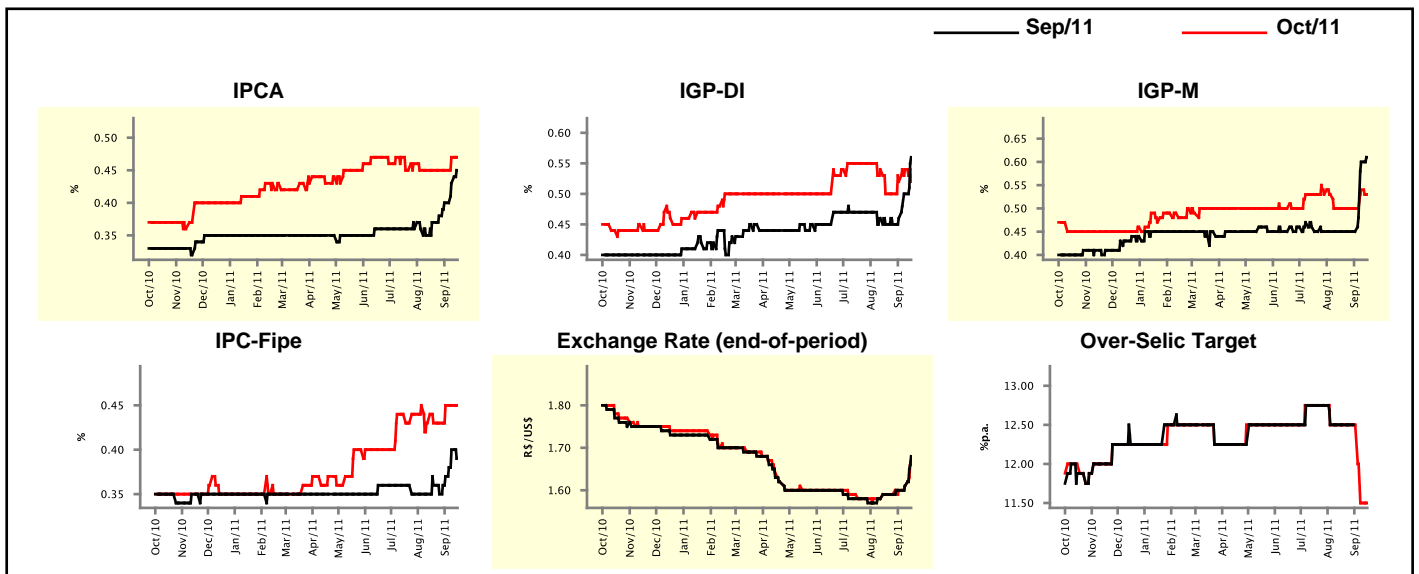 Sep/11 Oct/11
IPCA IGP-DI IGP-M
%
0.50
0.45
0.40
0.35
Oct/10 Nov/10 Dec/10 Jan/11 Feb/11 Mar/11 Apr/11 May/11 Jun/11 Jul/11 Aug/11 Sep/11
%
0.60
0.55
0.50
0.45
0.40
Oct/10 Nov/10 Dec/10 Jan/11 Feb/11 Mar/11 Apr/11 May/11 Jun/11 Jul/11 Aug/11 Sep/11
%
0.65
0.60
0.55
0.50
0.45
0.40
Oct/10 Nov/10 Dec/10 Jan/11 Feb/11 Mar/11 Apr/11 May/11 Jun/11 Jul/11 Aug/11 Sep/11
IPC-Fipe Exchange Rate (end-of-period) Over-Selic Target
%
0.45
0.40
0.35
Oct/10 Nov/10 Dec/10 Jan/11 Feb/11 Mar/11 Apr/11 May/11 Jun/11 Jul/11 Aug/11 Sep/11
R$/US$
1.80
1.70
1.60
Oct/10 Nov/10 Dec/10 Jan/11 Feb/11 Mar/11 Apr/11 May/11 Jun/11 Jul/11 Aug/11 Sep/11
%p.a.
13.00
12.50
12.00
11.50
Oct/10 Nov/10 Dec/10 Jan/11 Feb/11 Mar/11 Apr/11 May/11 Jun/11 Jul/11 Aug/11 Sep/11